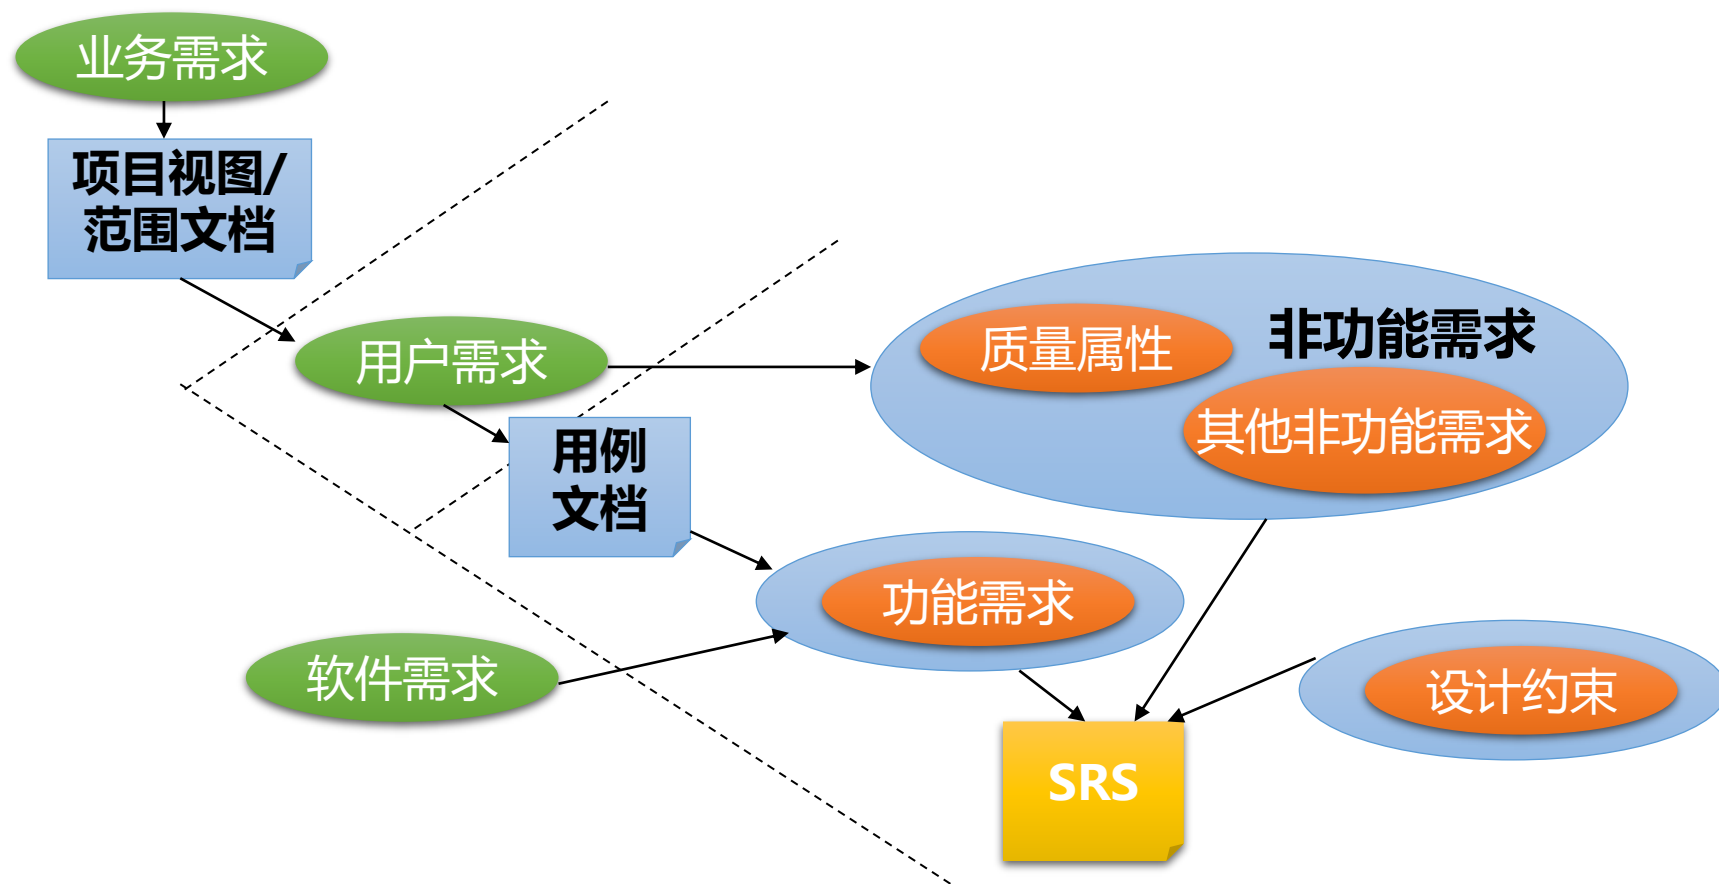 业务需求
项目视图/
范围文档
用户需求
质量属性
非功能需求
其他非功能需求
用例
文档
功能需求
软件需求
设计约束
SRS